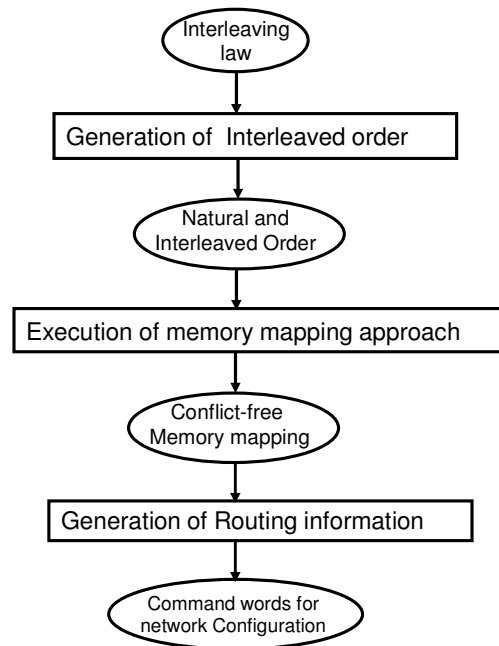 Interleaving
law
Generation of Interleaved order
Natural and
Interleaved Order
Execution of memory mapping approach
Conflict-free
Memory mapping
Generation of Routing information
Command words for
network Configuration